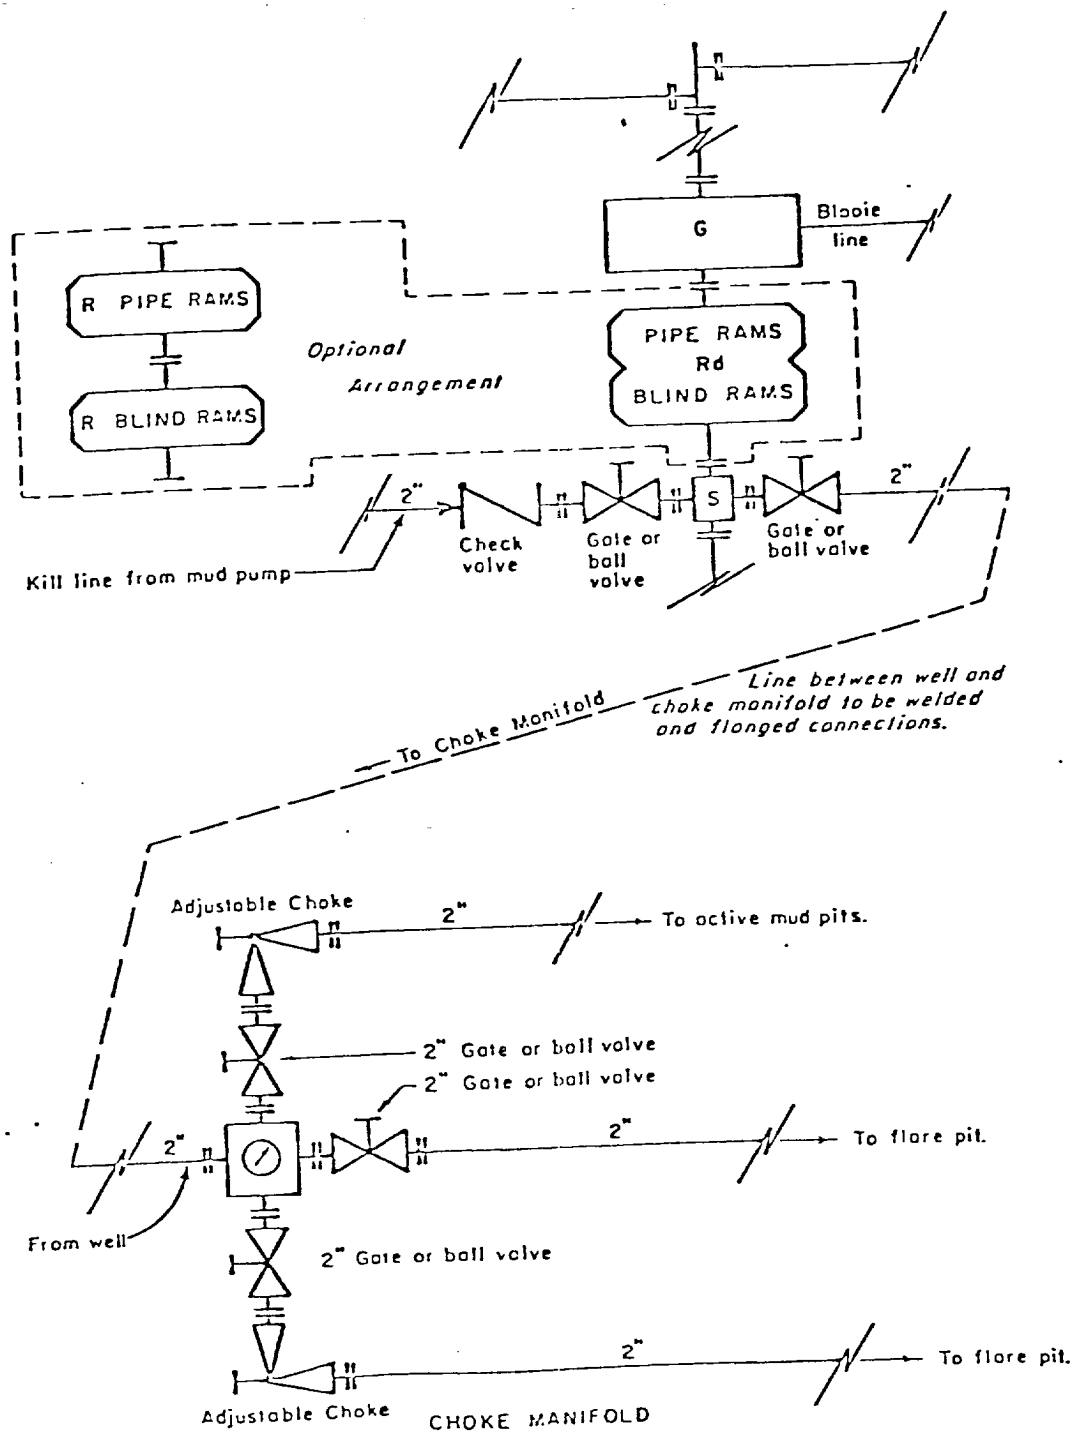 G
Blooie
line
R PIPE RAMS
R BLIND RAMS
Optional
Arrangement
PIPE RAMS
Rd
BLIND RAMS
2"
S
2"
Check
valve
Gate or
ball
valve
Gate or
ball valve
Kill line from mud pump
Line between well and
choke manifold to be welded
and flanged connections.
To Choke Manifold
Adjustable Choke
2"
To active mud pits.
2" Gate or ball valve
2" Gate or ball valve
2"
2"
To flare pit.
From well
2" Gate or ball valve
2"
To flare pit.
Adjustable Choke
CHOKE MANIFOLD